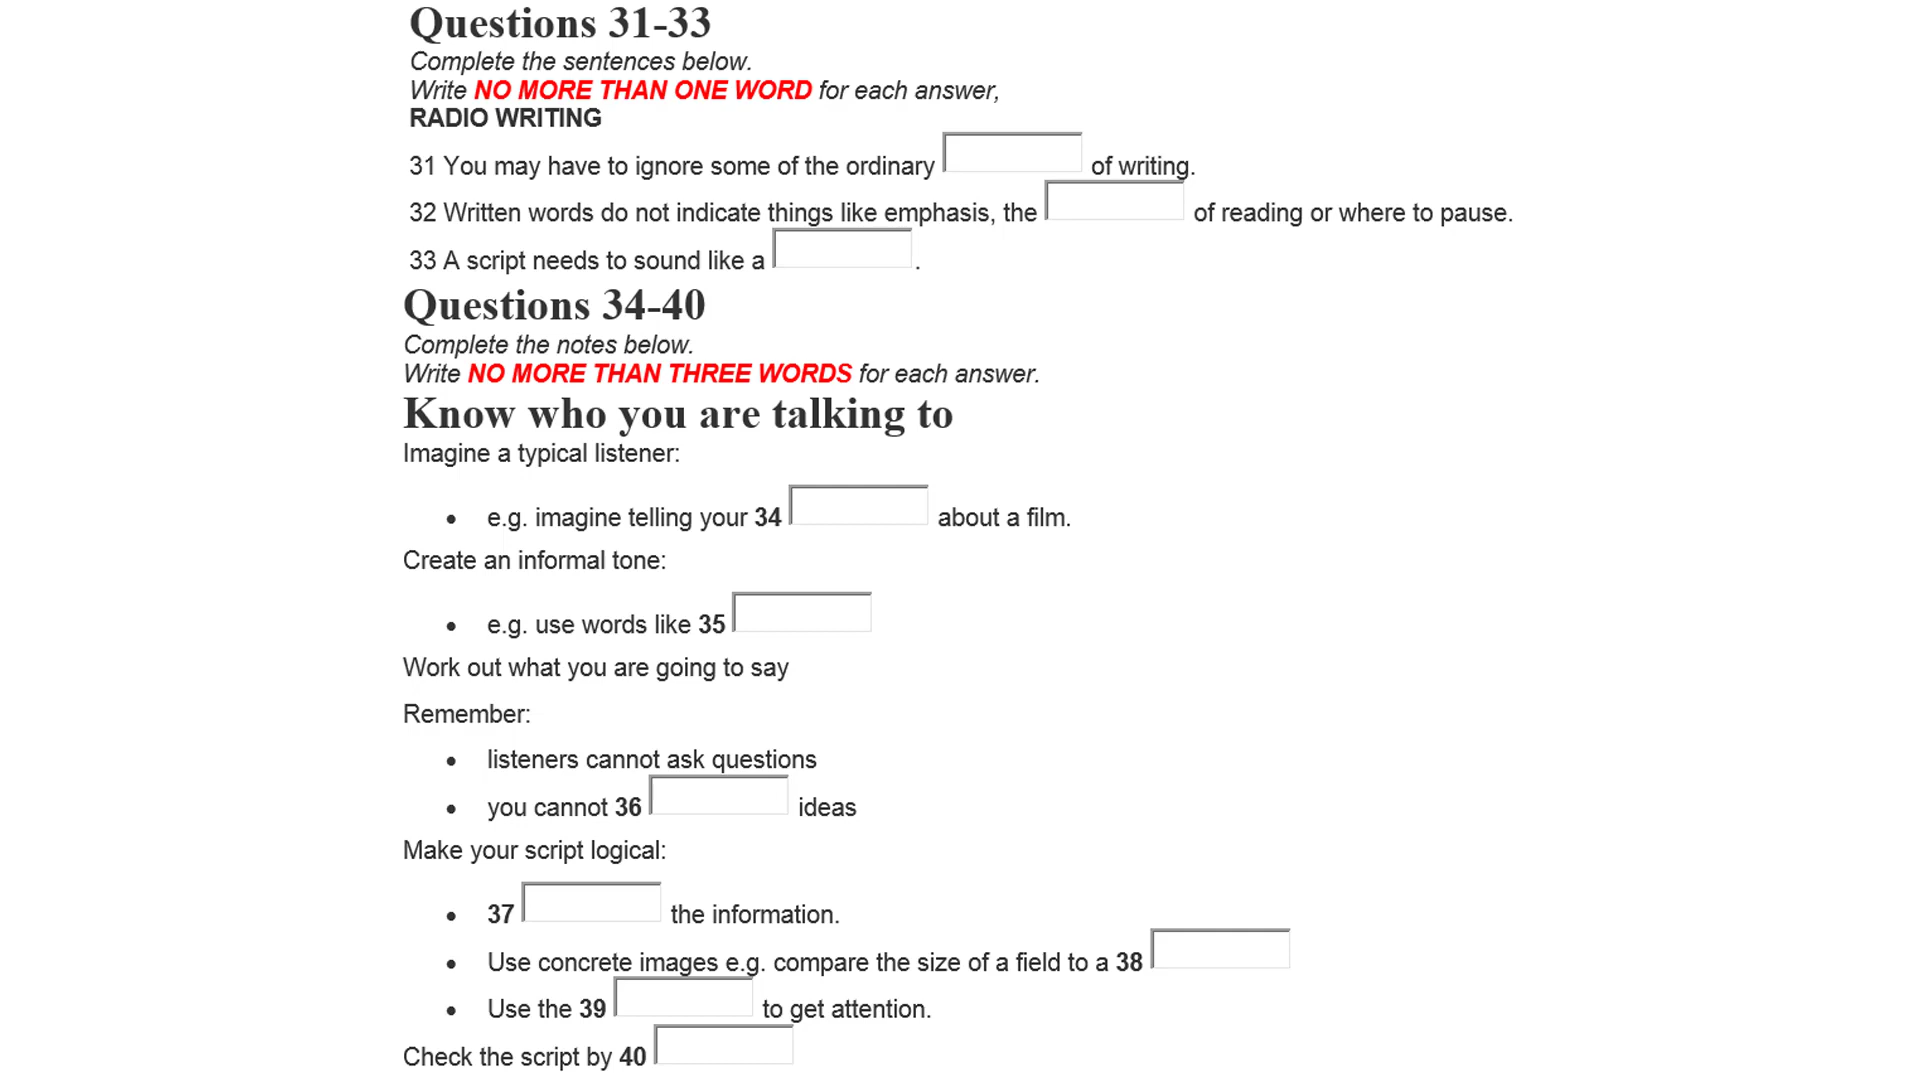 Questions 31-33
Complete the sentences below.
Write NO MORE THAN ONE WORD for each answer,
RADIO WRITING
31 You may have to ignore some of the ordinary of writing.
32 Written words do not indicate things like emphasis, the of reading or where to pause.
33 A script needs to sound like a .
Questions 34-40
Complete the notes below.
Write NO MORE THAN THREE WORDS for each answer.
Know who you are talking to
Imagine a typical listener:
• e.g. imagine telling your 34 about a film.
Create an informal tone:
• e.g. use words like 35
Work out what you are going to say
Remember:
• listeners cannot ask questions
• you cannot 36 ideas
Make your script logical:
• 37 the information.
• Use concrete images e.g. compare the size of a field to a 38
• Use the 39 to get attention.
Check the script by 40